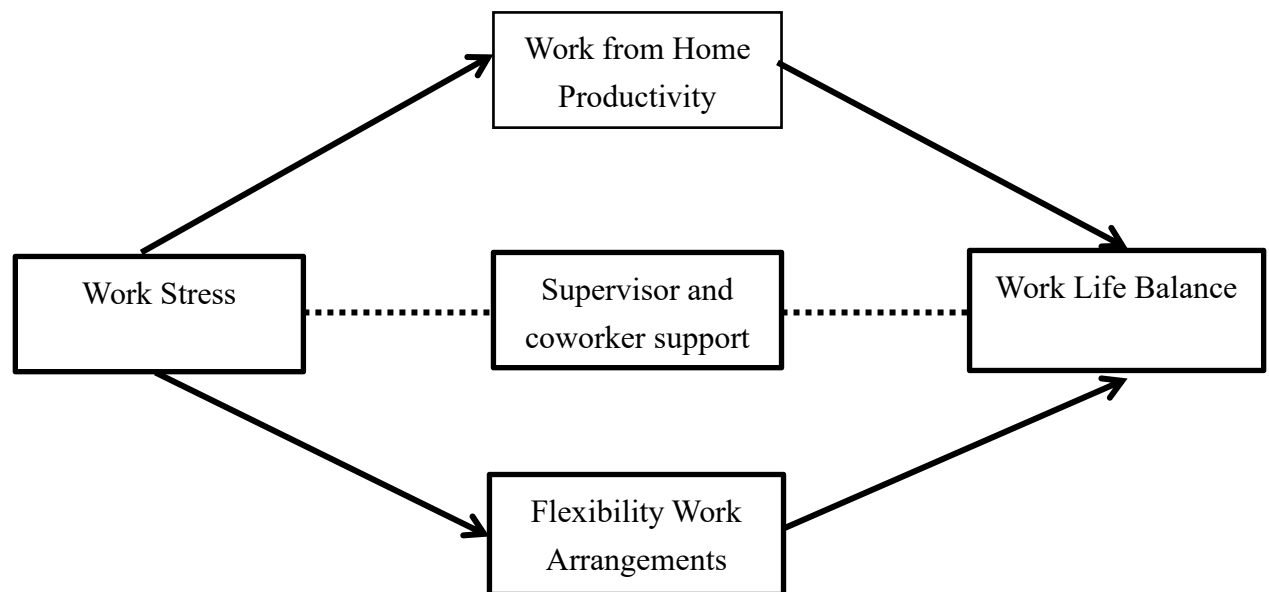 Work from Home
Productivity
Work Stress
Supervisor and
coworker support
Work Life Balance
Flexibility Work
Arrangements